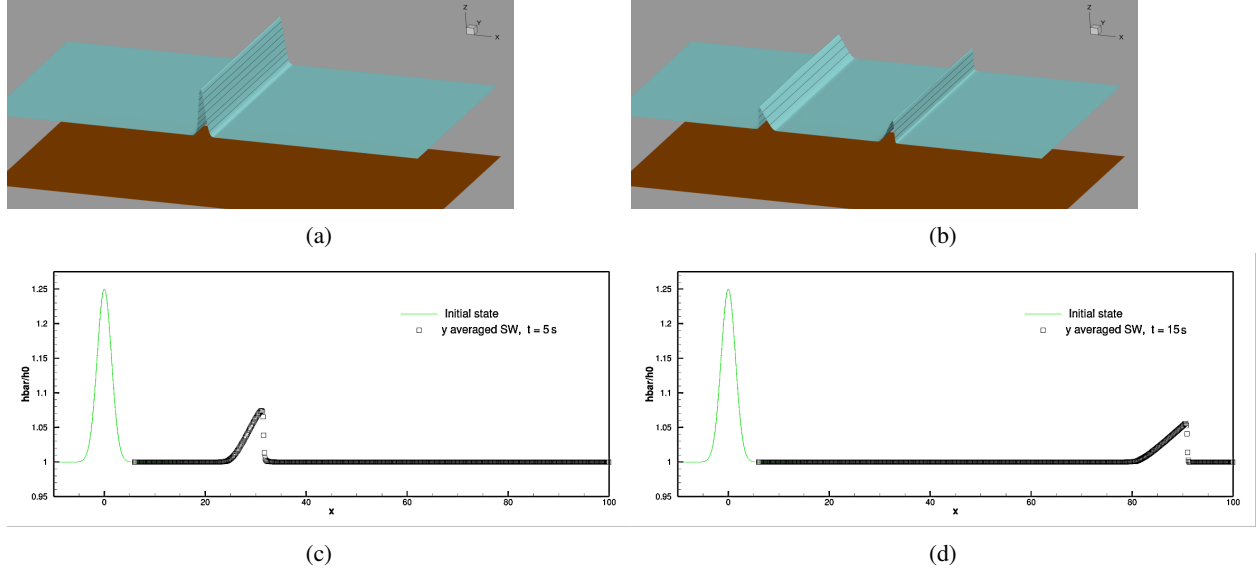 Z
Y
X
Z
Y
X
(a)
(b)
hbar/h0
1.25
1.2
1.15
1.1
1.05
1
0.95
Initial state
y averaged SW, t = 5 s
0
20
40
60
80
100
x
hbar/h0
1.25
1.2
1.15
1.1
1.05
1
0.95
Initial state
y averaged SW, t = 15 s
0
20
40
60
80
100
x
(c)
(d)